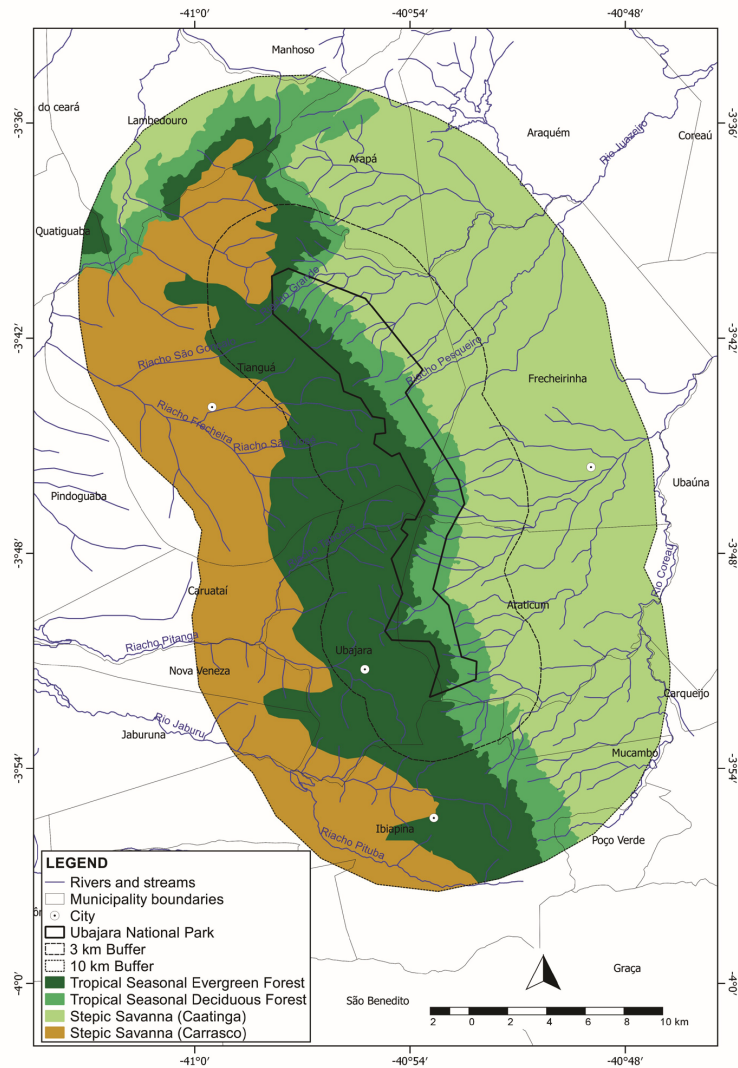 -41°0' -40°54' -40°48'
Manhoso
do ceará
Lambedouro
-3°36' -3°36'
Araquém
Rio Juazeiro
Coreaú
Arapá
Quatiguaba
Riacho Grande
-3°42' -3°42'
Riacho São Gonçalo
Tianguá
Riacho Pesqueiro
Frecheirinha
Riacho Frecheira
Riacho São José
Pindoguaba
Ubaúna
-3°48' -3°48'
Riacho
Rio Coreaú
Caruataí
Araticum
Riacho Pitanga
Ubajara
Nova Veneza
Carqueijo
Rio Jaburu
Jaburuna
Mucambo
-3°54' -3°54'
Ibiapina
Riacho Pituba
Poço Verde
LEGEND
Rivers and streams
Municipality boundaries
City
Ubajara National Park
3 km Buffer
10 km Buffer
Tropical Seasonal Evergreen Forest
Tropical Seasonal Deciduous Forest
Stepic Savanna (Caatinga)
Stepic Savanna (Carrasco)
Graça
-4°0' -4°0'
São Benedito
2 0 2 4 6 8 10 km
-41°0' -40°54' -40°48'